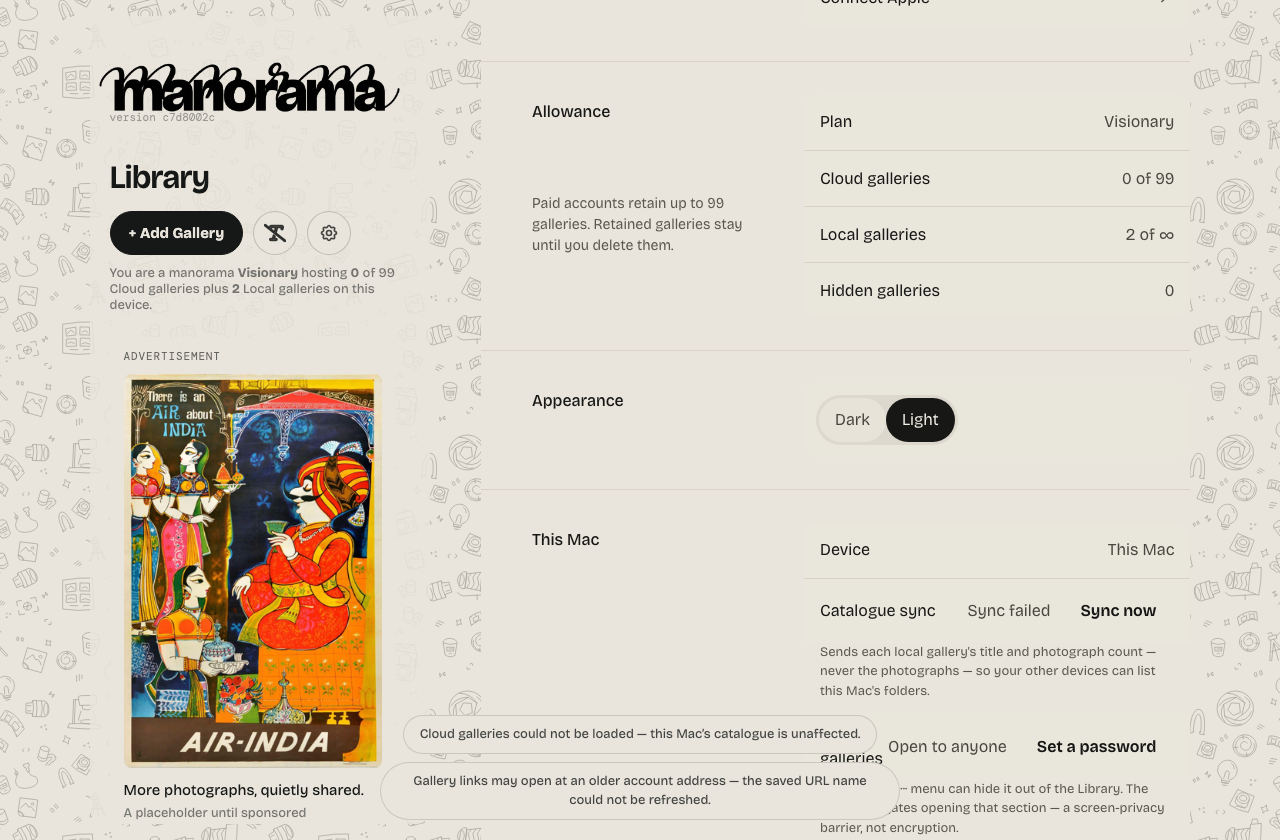 Connect Apple
manorama
version c7d8002c
Library
+ Add Gallery
You are a manorama Visionary hosting 0 of 99
Cloud galleries plus 2 Local galleries on this
device.
ADVERTISEMENT
There is an
AIR about
INDIA
AIR-INDIA
More photographs, quietly shared.
A placeholder until sponsored
Allowance
Paid accounts retain up to 99
galleries. Retained galleries stay
until you delete them.
Plan Visionary
Cloud galleries 0 of 99
Local galleries 2 of ∞
Hidden galleries 0
Appearance
Dark Light
This Mac
Device This Mac
Catalogue sync Sync failed Sync now
Sends each local gallery's title and photograph count —
never the photographs — so your other devices can list
this Mac's folders.
galleries Open to anyone Set a password
menu can hide it out of the Library. The
opening that section — a screen-privacy
barrier, not encryption.
Cloud galleries could not be loaded — this Mac's catalogue is unaffected.
Gallery links may open at an older account address — the saved URL name
could not be refreshed.